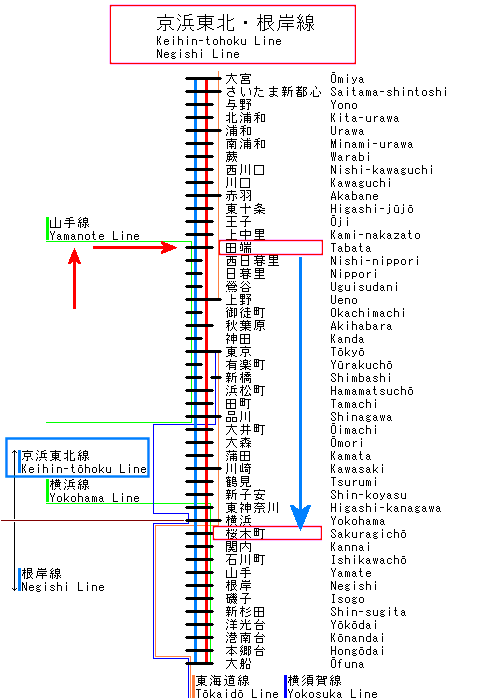 京浜東北・根岸線
Keihin-tohoku Line
Negishi Line
大宮 Ōmiya
さいたま新都心 Saitama-shintoshi
与野 Yono
北浦和 Kita-urawa
浦和 Urawa
南浦和 Minami-urawa
蕨 Warabi
西川口 Nishi-kawaguchi
川口 Kawaguchi
赤羽 Akabane
東十条 Higashi-jūjō
王子 Ōji
山手線
上中里 Kami-nakazato
Yamanote Line
田端 Tabata
西日暮里 Nishi-nippori
日暮里 Nippori
鶯谷 Uguisudani
上野 Ueno
御徒町 Okachimachi
秋葉原 Akihabara
神田 Kanda
東京 Tōkyō
有楽町 Yūrakuchō
新橋 Shimbashi
浜松町 Hamamatsuchō
田町 Tamachi
品川 Shinagawa
大井町 Ōimachi
大森 Ōmori
京浜東北線
蒲田 Kamata
Keihin-tōhoku Line
川崎 Kawasaki
鶴見 Tsurumi
横浜線
Yokohama Line
新子安 Shin-koyasu
東神奈川 Higashi-kanagawa
横浜 Yokohama
桜木町 Sakuragichō
関内 Kannai
石川町 Ishikawachō
山手 Yamate
根岸線
Negishi Line
根岸 Negishi
磯子 Isogo
新杉田 Shin-sugita
洋光台 Yōkōdai
港南台 Kōnandai
本郷台 Hongōdai
大船 Ōfuna
東海道線
Tōkaidō Line
横須賀線
Yokosuka Line